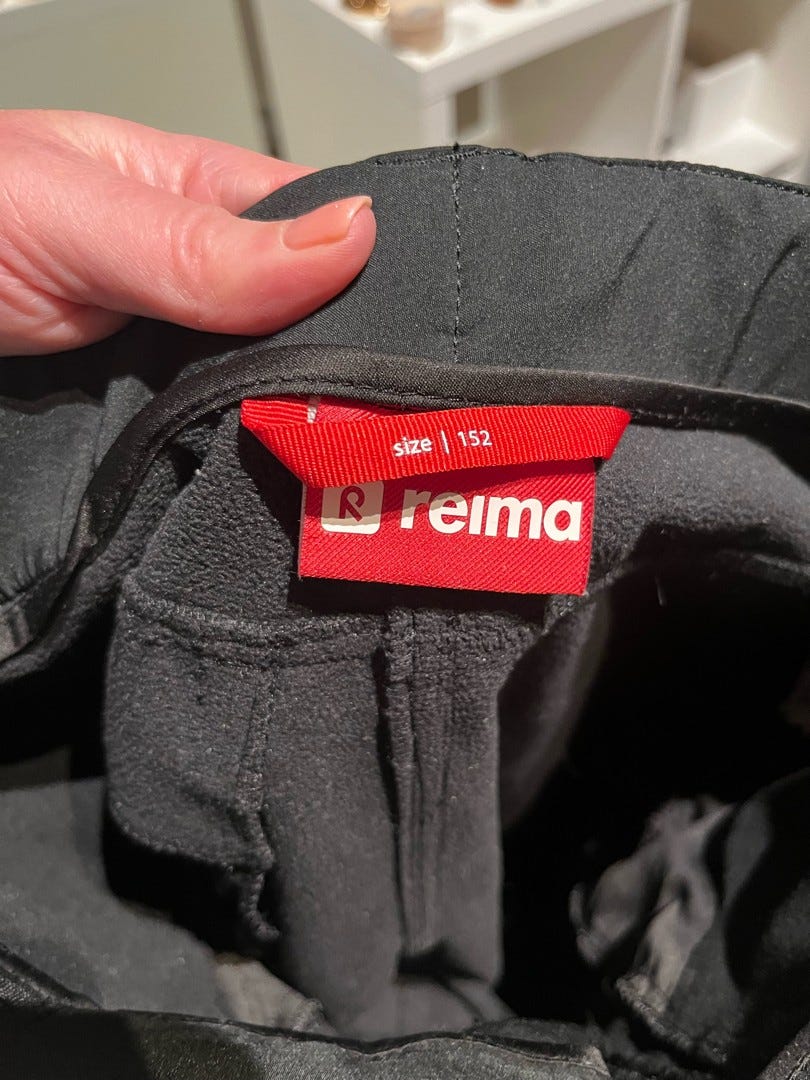 size | 152
R reima